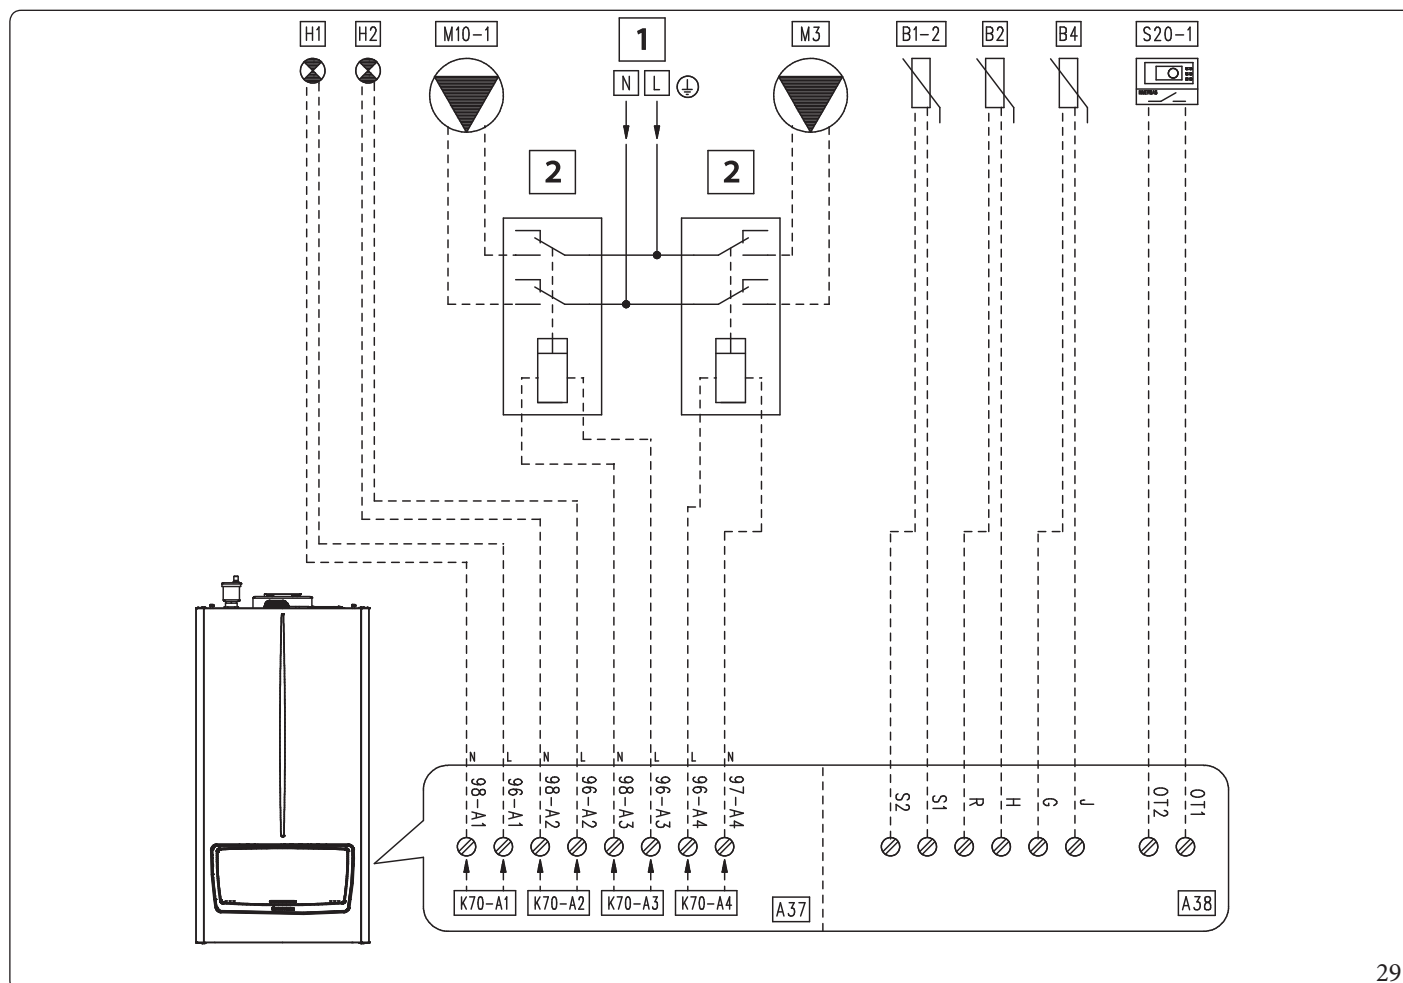 H1 H2 M10-1 1 M3 B1-2 B2 B4 S20-1
N L
2 2
N L N L N L L N
98-A1 96-A1 98-A2 96-A2 98-A3 96-A3 96-A4 97-A4 S2 S1 R H G J OT2 OT1
K70-A1 K70-A2 K70-A3 K70-A4 A37 A38
29